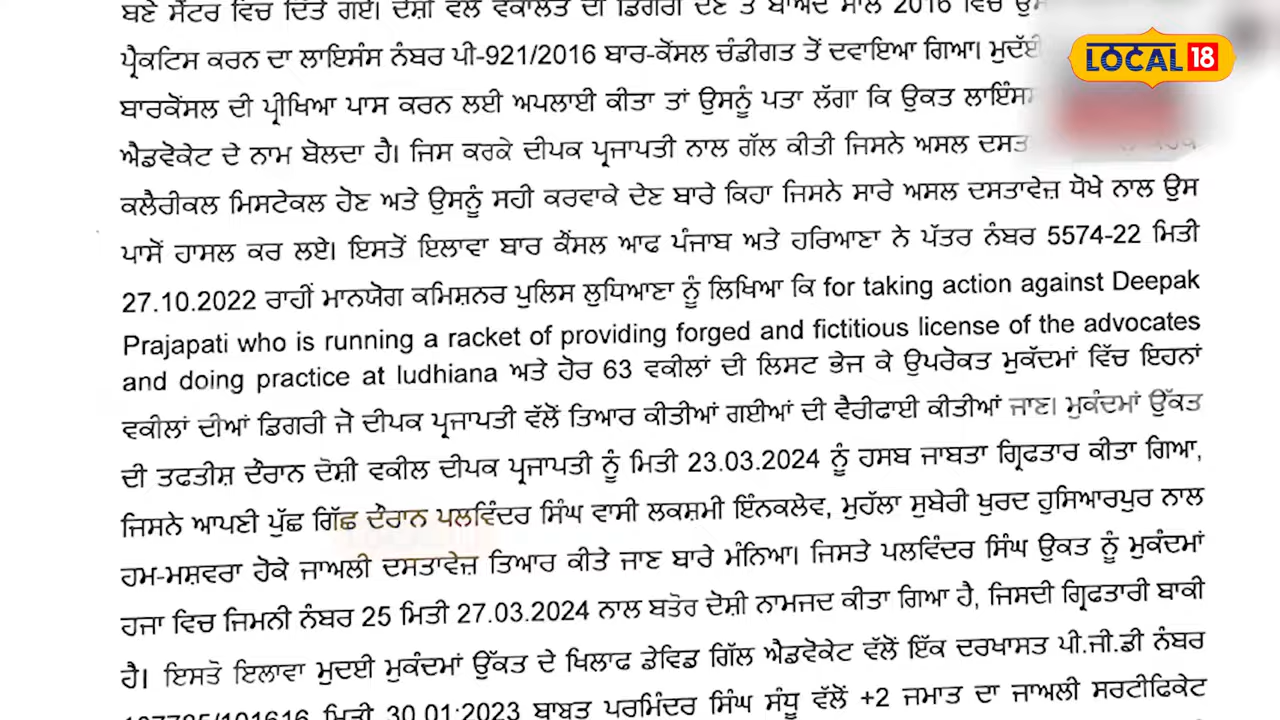 ਬਣੇ ਸੈਂਟਰ ਵਿਚ ਦਿੱਤੇ ਗਏ। ਦੋਸ਼ੀ ਵਲੋਂ ਵਕਾਲਤ ਦੀ ਡਿਗਰੀ ਦੇਣ ਤੋਂ ਬਾਅਦ ਸਾਲ 2016 ਵਿਚ
ਪ੍ਰੈਕਟਿਸ ਕਰਨ ਦਾ ਲਾਇਸੰਸ ਨੰਬਰ ਪੀ-921/2016 ਬਾਰ-ਕੋਂਸਲ ਚੰਡੀਗਤ ਤੋਂ ਦਵਾਇਆ ਗਿਆ। ਮੁਦੱਈ
LOCAL 18
ਬਾਰਕੋਂਸਲ ਦੀ ਪ੍ਰੀਖਿਆ ਪਾਸ ਕਰਨ ਲਈ ਅਪਲਾਈ ਕੀਤਾ ਤਾਂ ਉਸਨੂੰ ਪਤਾ ਲੱਗਾ ਕਿ ਉਕਤ
ਐਡਵੋਕੇਟ ਦੇ ਨਾਮ ਬੋਲਦਾ ਹੈ। ਜਿਸ ਕਰਕੇ ਦੀਪਕ ਪ੍ਰਜਾਪਤੀ ਨਾਲ ਗੱਲ ਕੀਤੀ ਜਿਸਨੇ ਅਸਲ
ਕਲੈਰੀਕਲ ਮਿਸਟੇਕਲ ਹੋਣ ਅਤੇ ਉਸਨੂੰ ਸਹੀ ਕਰਵਾਕੇ ਦੇਣ ਬਾਰੇ ਕਿਹਾ ਜਿਸਨੇ ਸਾਰੇ ਅਸਲ ਦਸਤਾਵੇਜ਼ ਧੋਖੇ ਨਾਲ ਉਸ
ਪਾਸੋਂ ਹਾਸਲ ਕਰ ਲਏ। ਇਸਤੋਂ ਇਲਾਵਾ ਬਾਰ ਕੌਂਸਲ ਆਫ ਪੰਜਾਬ ਅਤੇ ਹਰਿਆਣਾ ਨੇ ਪੱਤਰ ਨੰਬਰ 5574-22 ਮਿਤੀ
27.10.2022 ਰਾਹੀਂ ਮਾਨਯੋਗ ਕਮਿਸ਼ਨਰ ਪੁਲਿਸ ਲੁਧਿਆਣਾ ਨੂੰ ਲਿਖਿਆ ਕਿ for taking action against Deepak
Prajapati who is running a racket of providing forged and fictitious license of the advocates
and doing practice at ludhiana ਅਤੇ ਹੋਰ 63 ਵਕੀਲਾਂ ਦੀ ਲਿਸਟ ਭੇਜ ਕੇ ਉਪਰੋਕਤ ਮੁਕੱਦਮਾਂ ਵਿੱਚ ਇਹਨਾਂ
ਵਕੀਲਾਂ ਦੀਆਂ ਡਿਗਰੀ ਜੋ ਦੀਪਕ ਪ੍ਰਜਾਪਤੀ ਵੱਲੋਂ ਤਿਆਰ ਕੀਤੀਆਂ ਗਈਆਂ ਦੀ ਵੈਰੀਫਾਈ ਕੀਤੀਆਂ ਜਾਣ। ਮੁਕੰਦਮਾਂ ਉੱਕਤ
ਦੀ ਤਫਤੀਸ਼ ਦੌਰਾਨ ਦੋਸ਼ੀ ਵਕੀਲ ਦੀਪਕ ਪ੍ਰਜਾਪਤੀ ਨੂੰ ਮਿਤੀ 23.03.2024 ਨੂੰ ਹਸਬ ਜਾਬਤਾ ਗ੍ਰਿਫਤਾਰ ਕੀਤਾ ਗਿਆ,
ਜਿਸਨੇ ਆਪਣੀ ਪੁੱਛ ਗਿੱਛ ਦੌਰਾਨ ਪਲਵਿੰਦਰ ਸਿੰਘ ਵਾਸੀ ਲਕਸ਼ਮੀ ਇੰਨਕਲੇਵ, ਮੁਹੱਲਾ ਸੁਬੇਰੀ ਖੁਰਦ ਹੁਸਿਆਰਪੁਰ ਨਾਲ
ਹਮ-ਮਸ਼ਵਰਾ ਹੋਕੇ ਜਾਅਲੀ ਦਸਤਾਵੇਜ਼ ਤਿਆਰ ਕੀਤੇ ਜਾਣ ਬਾਰੇ ਮੰਨਿਆ। ਜਿਸਤੇ ਪਲਵਿੰਦਰ ਸਿੰਘ ਉਕਤ ਨੂੰ ਮੁਕੰਦਮਾਂ
ਹਜਾ ਵਿਚ ਜਿਮਨੀ ਨੰਬਰ 25 ਮਿਤੀ 27.03.2024 ਨਾਲ ਬਤੋਰ ਦੋਸ਼ੀ ਨਾਮਜਦ ਕੀਤਾ ਗਿਆ ਹੈ, ਜਿਸਦੀ ਗ੍ਰਿਫਤਾਰੀ ਬਾਕੀ
ਹੈ। ਇਸਤੋ ਇਲਾਵਾ ਮੁਦਈ ਮੁਕੰਦਮਾਂ ਉੱਕਤ ਦੇ ਖਿਲਾਫ ਡੇਵਿਡ ਗਿੱਲ ਐਡਵੋਕੇਟ ਵੱਲੋਂ ਇੱਕ ਦਰਖਾਸਤ ਪੀ.ਜੀ.ਡੀ ਨੰਬਰ
ਮਿਤੀ 30.01:2023 ਬਾਬਤ ਪਰਮਿੰਦਰ ਸਿੰਘ ਸੰਧੂ ਵੱਲੋਂ +2 ਜਮਾਤ ਦਾ ਜਾਅਲੀ ਸਰਟੀਫਿਕੇਟ